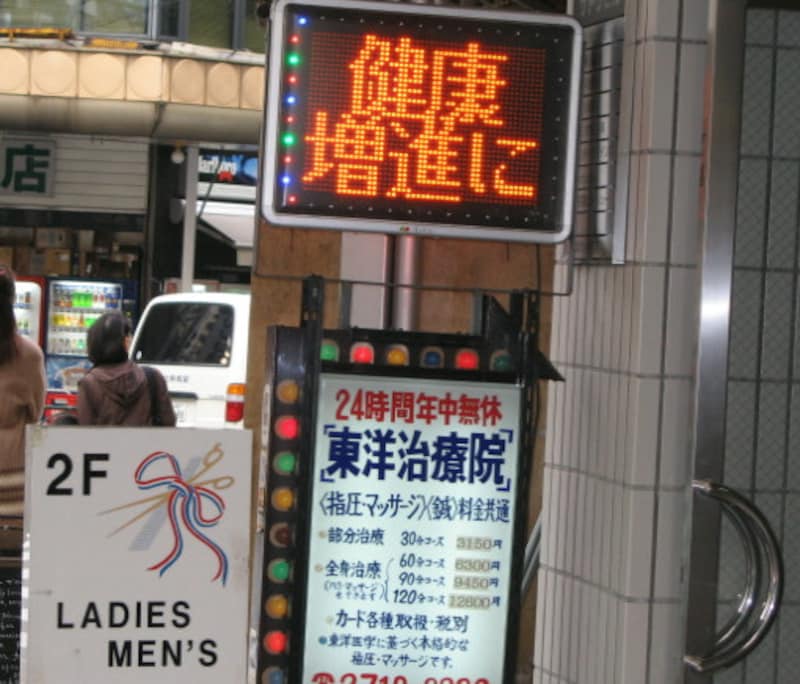 健康
増進に
店
Marlboro
24時間年中無休
東洋治療院
〈指圧・マッサージ〉〈鍼〉料金共通
部分治療 30分コース 3150円
全身治療 60分コース 6300円
90分コース 9450円
120分コース 12600円
カード各種取扱・税別
東洋医学に基づく本格的な
指圧・マッサージです。
2F
LADIES
MEN'S